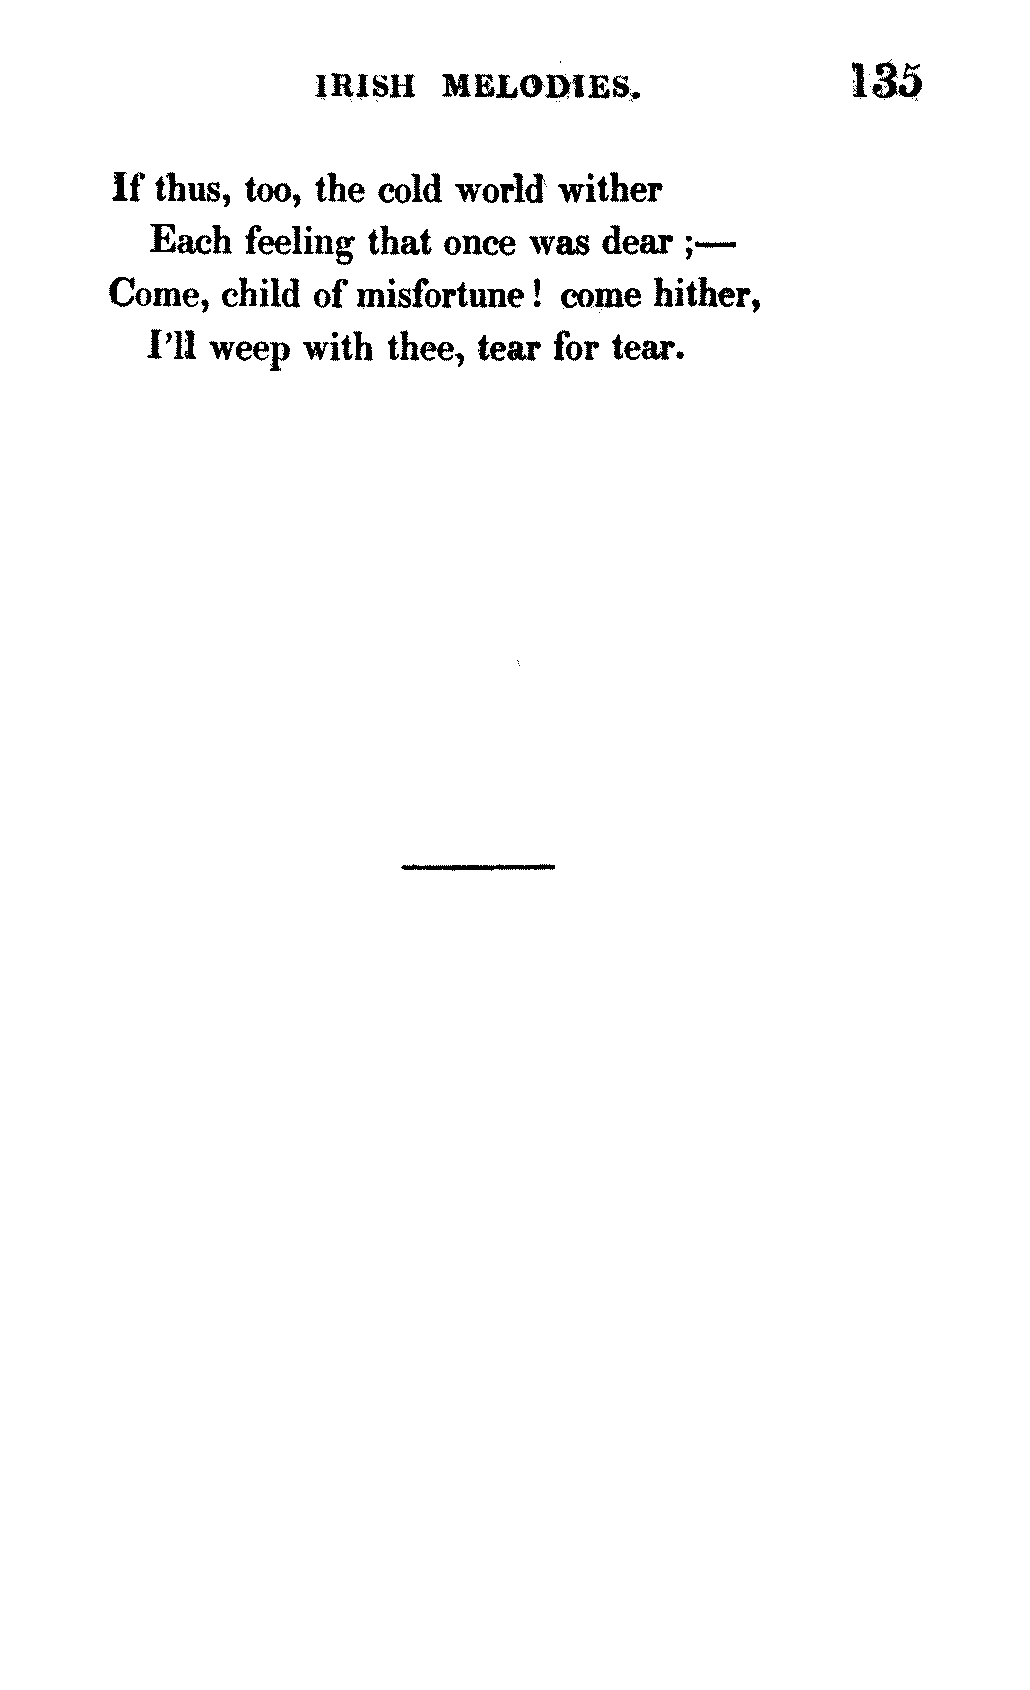 IRISH MELODIES. 135
If thus, too, the cold world wither
Each feeling that once was dear ;—
Come, child of misfortune ! come hither,
I'll weep with thee, tear for tear.